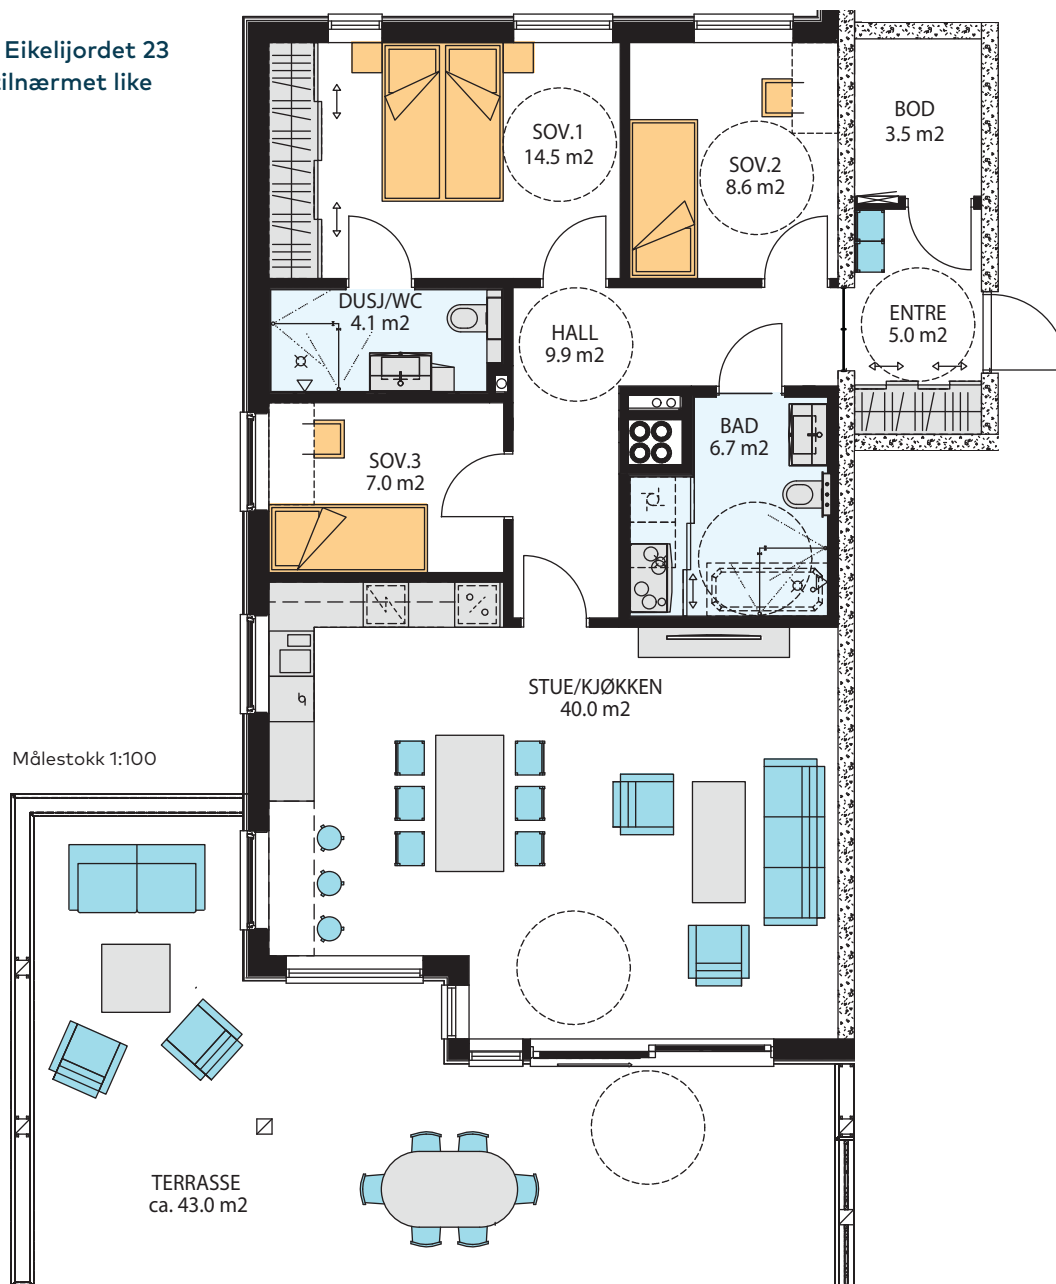 Eikelijordet 23
tilnærmet like
SOV.1
14.5 m2
SOV.2
8.6 m2
BOD
3.5 m2
DUSJ/WC
4.1 m2
HALL
9.9 m2
ENTRE
5.0 m2
BAD
6.7 m2
SOV.3
7.0 m2
STUE/KJØKKEN
40.0 m2
Målestokk 1:100
TERRASSE
ca. 43.0 m2